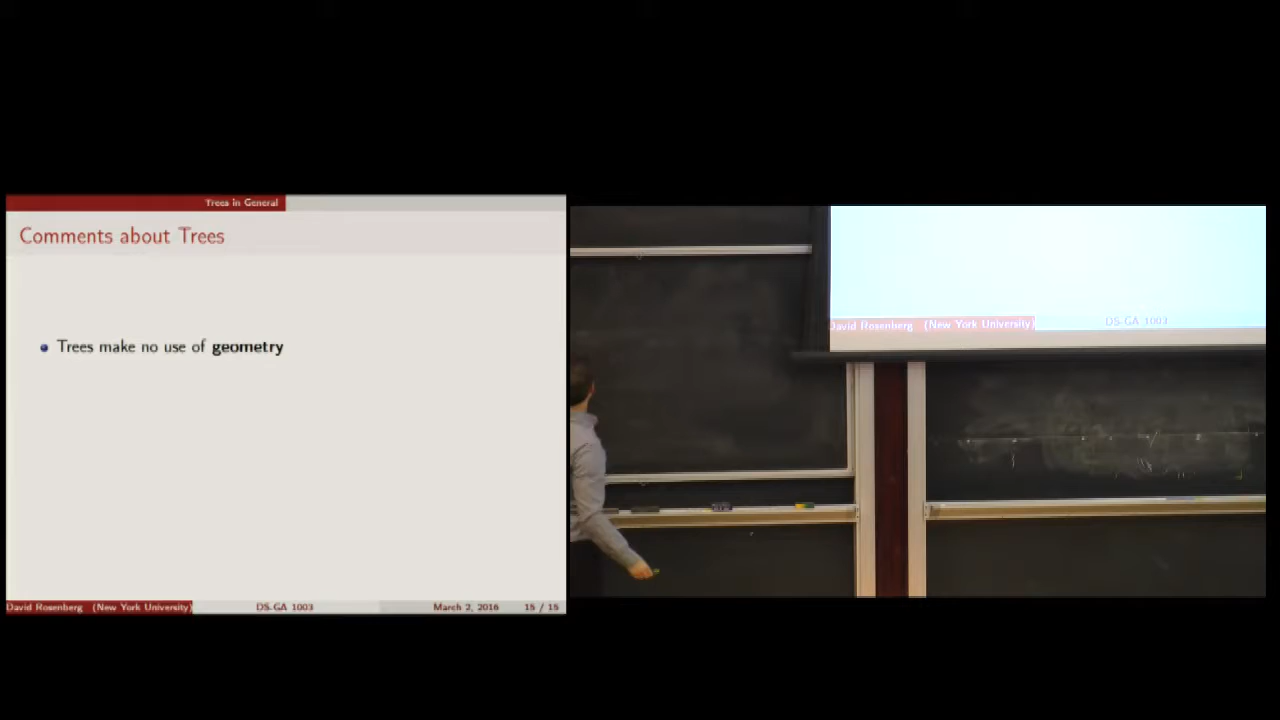 Trees in General
Comments about Trees
Trees make no use of geometry
David Rosenberg (New York University)
DS-GA 1003
March 2, 2016
15 / 15
David Rosenberg (New York University)
DS-GA 1003